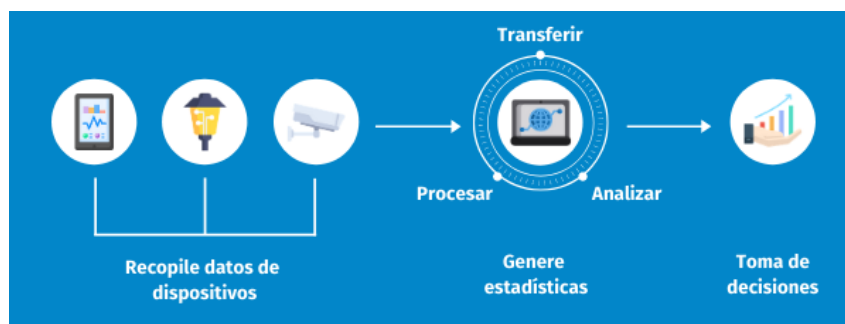 Transferir
Procesar
Analizar
Recopile datos de
dispositivos
Genere
estadísticas
Toma de
decisiones